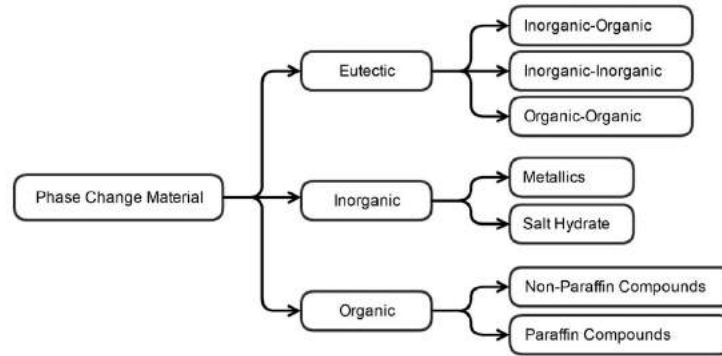 Inorganic-Organic
Eutectic
Inorganic-Inorganic
Organic-Organic
Phase Change Material
Inorganic
Metallics
Salt Hydrate
Organic
Non-Paraffin Compounds
Paraffin Compounds